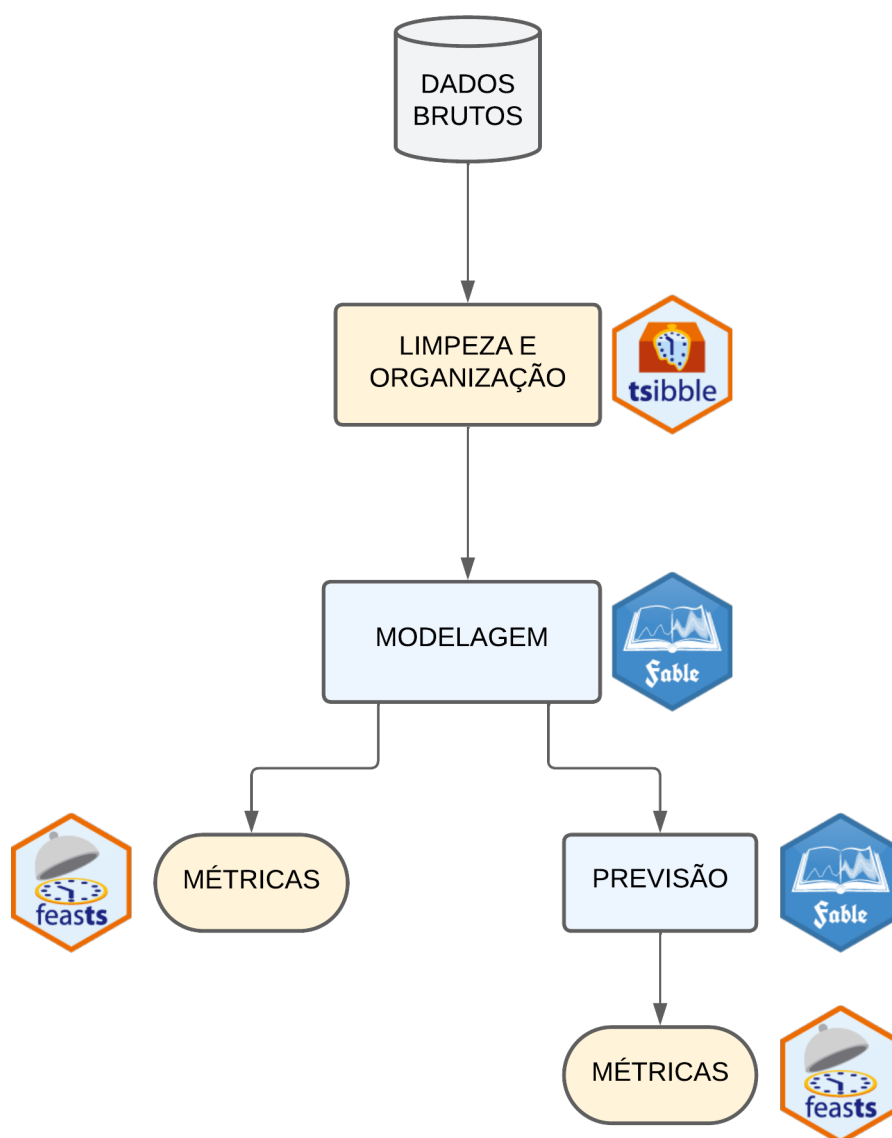 DADOS
BRUTOS
LIMPEZA E
ORGANIZAÇÃO
tsibble
MODELAGEM
Fable
feasts
MÉTRICAS
PREVISÃO
Fable
MÉTRICAS
feasts